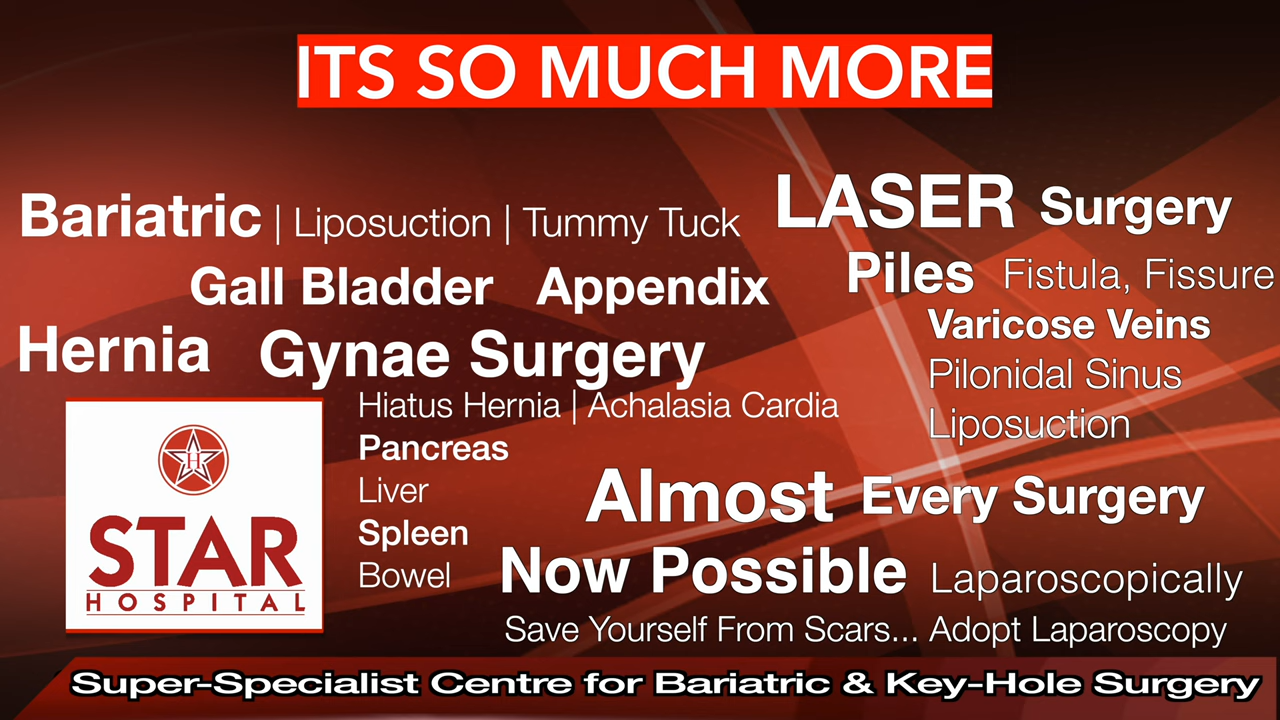 ITS SO MUCH MORE
Bariatric | Liposuction | Tummy Tuck
Gall Bladder Appendix
Hernia Gynae Surgery
Hiatus Hernia | Achalasia Cardia
Pancreas
Liver
Spleen
Bowel
LASER Surgery
Piles Fistula, Fissure
Varicose Veins
Pilonidal Sinus
Liposuction
Almost Every Surgery
Now Possible Laparoscopically
Save Yourself From Scars... Adopt Laparoscopy
H
STAR
HOSPITAL
Super-Specialist Centre for Bariatric & Key-Hole Surgery